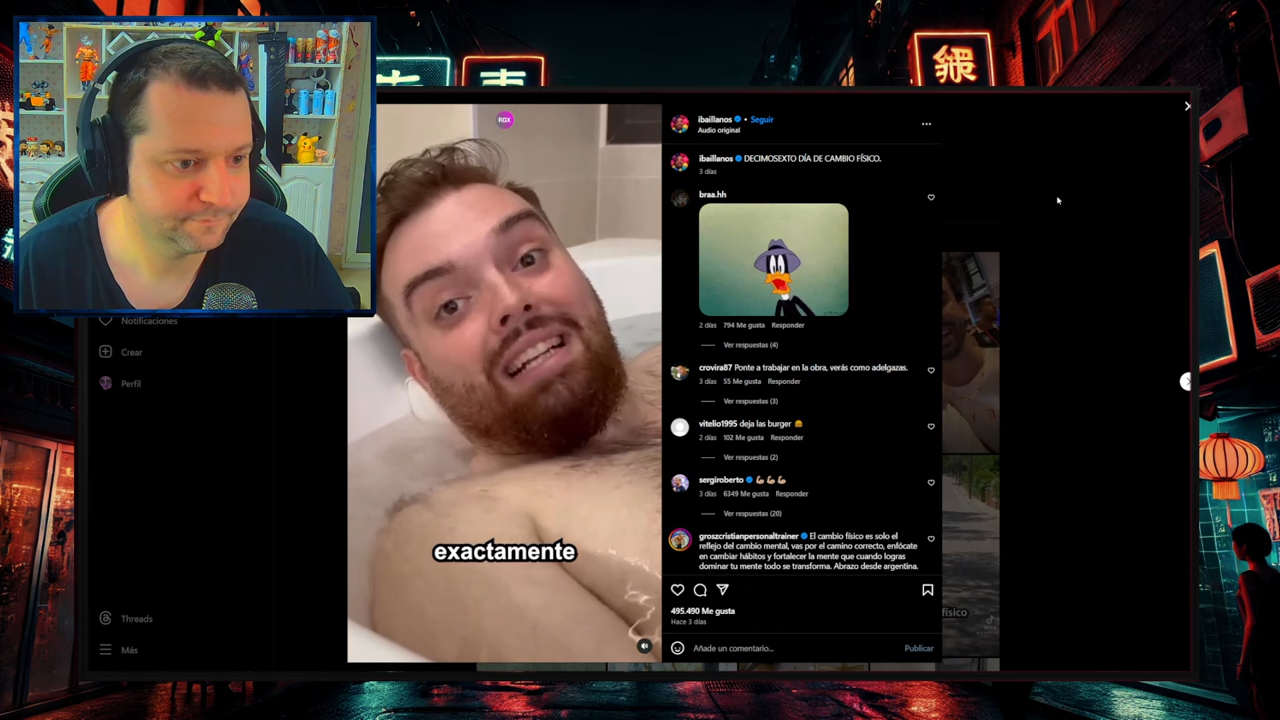 東
Notificaciones
Crear
Perfil
Threads
Más
RGX
exactamente
ibaillanos • Seguir
Audio original
ibaillanos DECIMOSEXTO DÍA DE CAMBIO FÍSICO.
3 días
braa.hh
2 días 794 Me gusta Responder
Ver respuestas (4)
crovira87 Ponte a trabajar en la obra, verás como adelgazas.
3 días 55 Me gusta Responder
Ver respuestas (3)
vitelio1995 deja las burger 🍔
2 días 102 Me gusta Responder
Ver respuestas (2)
sergiroberto 💪🏼💪🏼💪🏼
3 días 6349 Me gusta Responder
Ver respuestas (20)
groszcristianpersonaltrainer El cambio físico es solo el
reflejo del cambio mental, vas por el camino correcto, enfócate
en cambiar hábitos y fortalecer la mente que cuando logras
dominar tu mente todo se transforma. Abrazo desde argentina.
495.490 Me gusta
Hace 3 días
Añade un comentario...
Publicar
físico